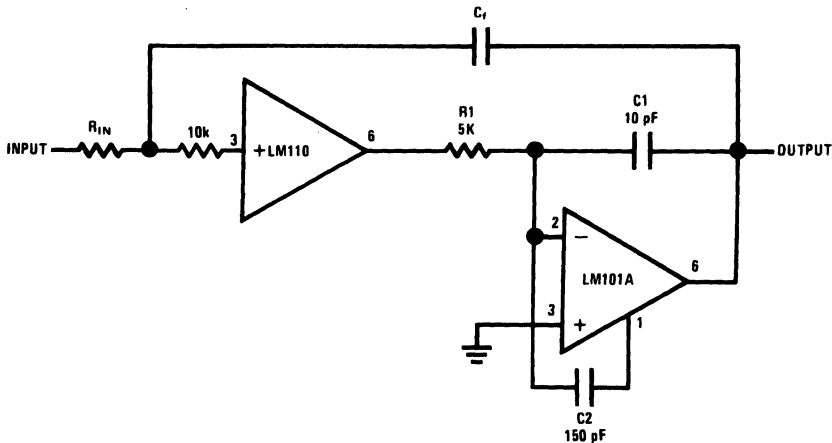 Cf
RIN
10k
3
+
LM110
6
R1
5K
C1
10 pF
INPUT
OUTPUT
2
−
LM101A
6
3
+
1
C2
150 pF